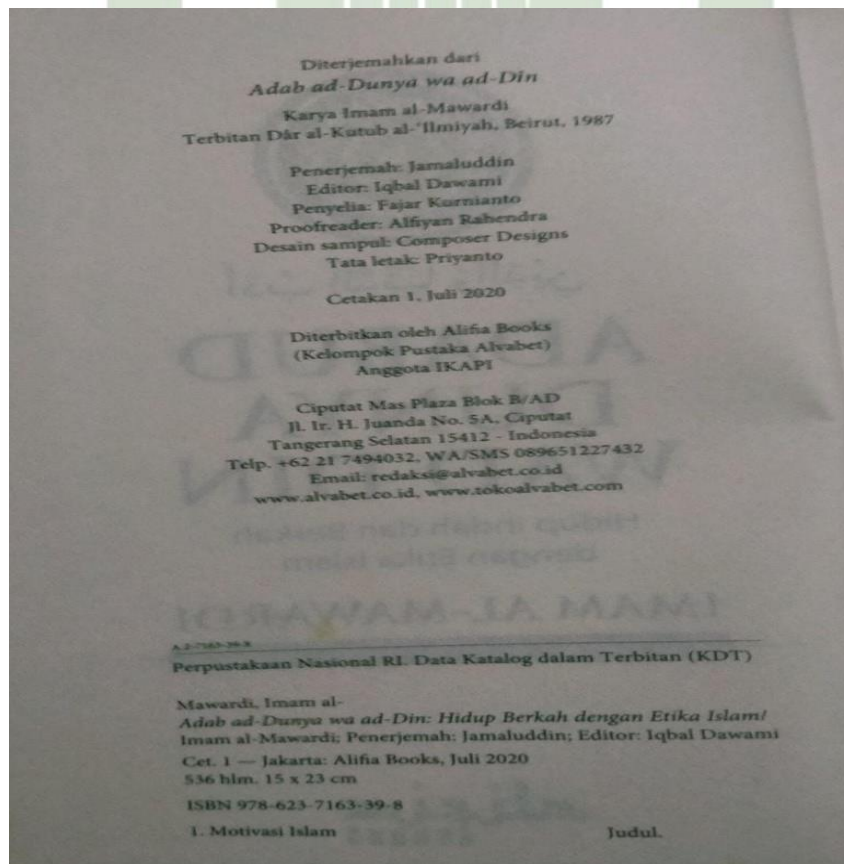 Diterjemahkan dari
Adab ad-Dunya wa ad-Din
Karya Imam al-Mawardi
Terbitan Dâr al-Kutub al-'Ilmiyah, Beirut, 1987
Penerjemah: Jamaluddin
Editor: Iqbal Dawami
Penyelia: Fajar Kurnianto
Proofreader: Alfiyan Rahendra
Desain sampul: Composer Designs
Tata letak: Priyanto
Cetakan 1, Juli 2020
Diterbitkan oleh Alifia Books
(Kelompok Pustaka Alvabet)
Anggota IKAPI
Ciputat Mas Plaza Blok B/AD
Jl. Ir. H. Juanda No. 5A, Ciputat
Tangerang Selatan 15412 - Indonesia
Telp. +62 21 7494032, WA/SMS 089651227432
Email: redaksi@alvabet.co.id
www.alvabet.co.id, www.tokoalvabet.com
Perpustakaan Nasional RI. Data Katalog dalam Terbitan (KDT)
Mawardi, Imam al-
Adab ad-Dunya wa ad-Din: Hidup Berkah dengan Etika Islam/
Imam al-Mawardi; Penerjemah: Jamaluddin; Editor: Iqbal Dawami
Cet. 1 — Jakarta: Alifia Books, Juli 2020
536 hlm. 15 x 23 cm
ISBN 978-623-7163-39-8
1. Motivasi Islam Judul.